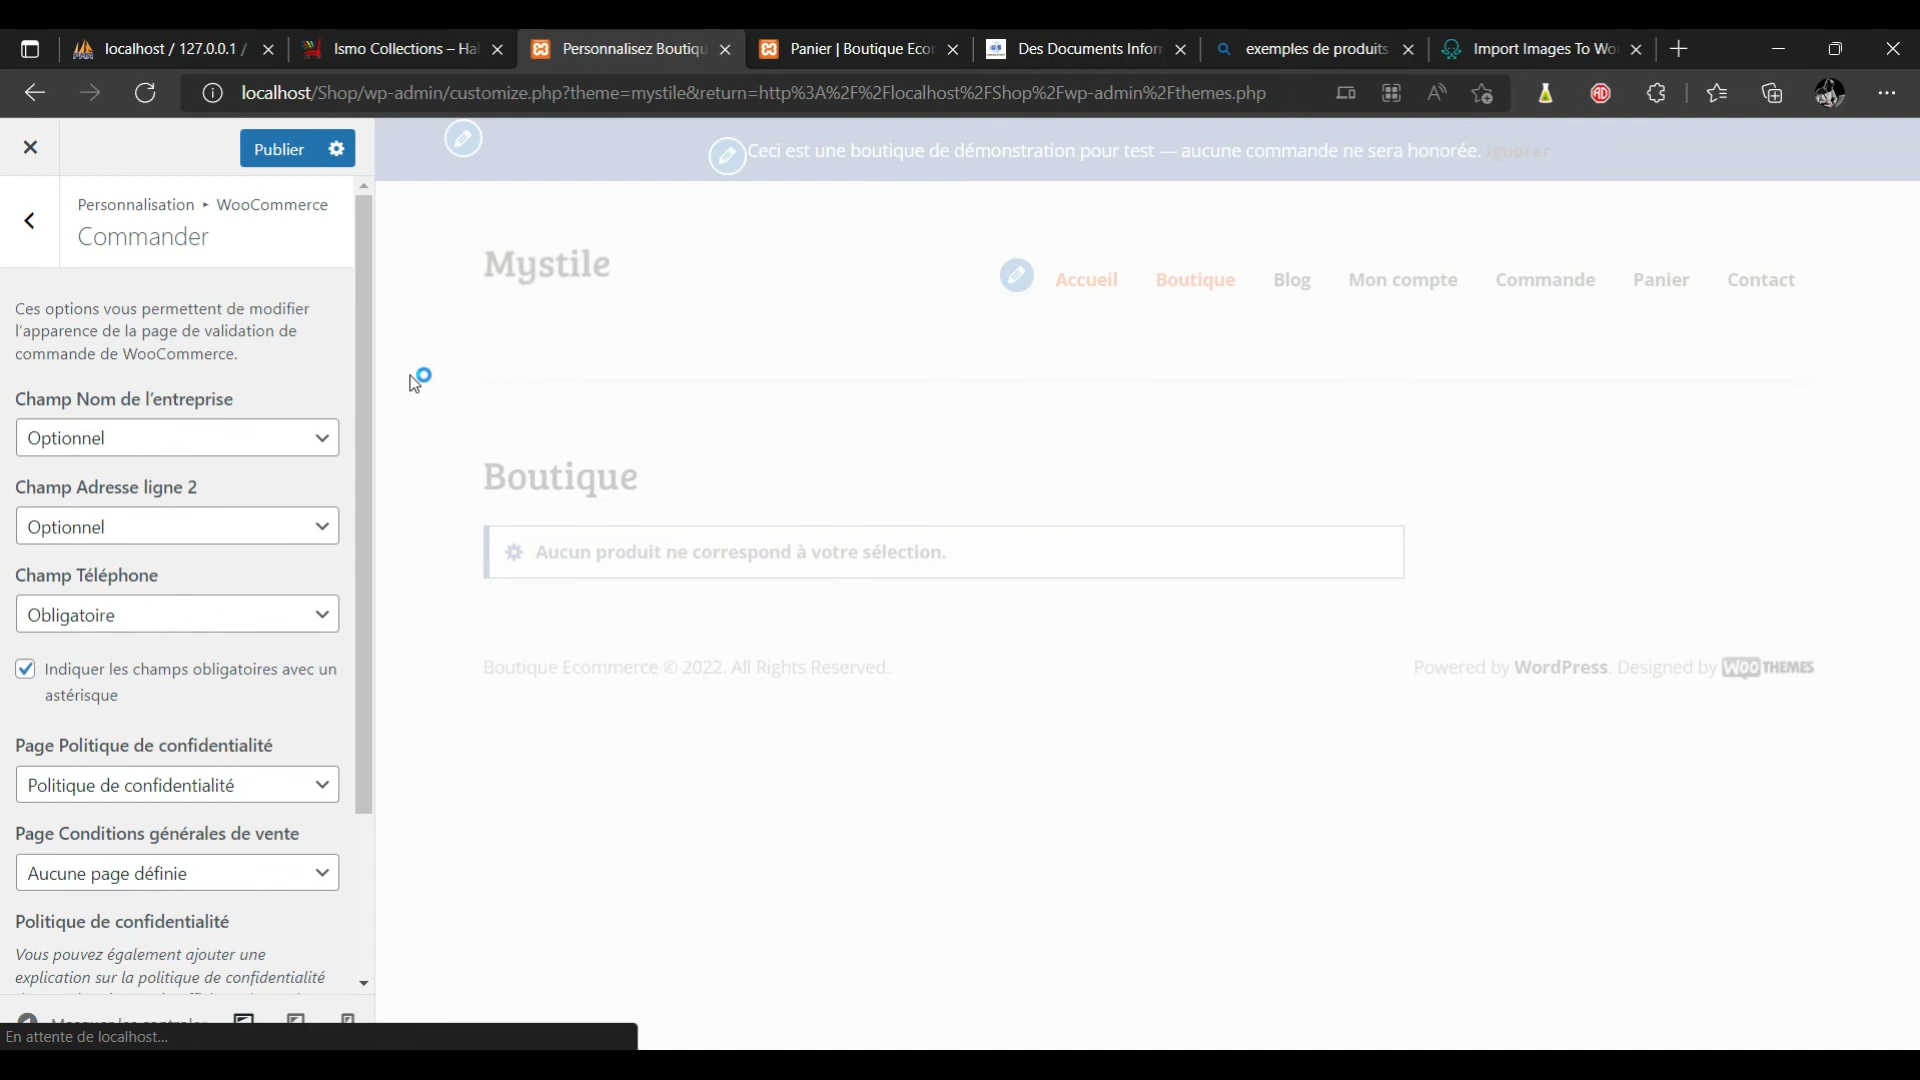 localhost / 127.0.0.1 /
Ismo Collections – Ha
Personnalisez Boutiqu
Panier | Boutique Ecor
Des Documents Inforr
exemples de produits
Import Images To Wo
localhost/Shop/wp-admin/customize.php?theme=mystile&return=http%3A%2F%2Flocalhost%2FShop%2Fwp-admin%2Fthemes.php
Publier
Personnalisation ▸ WooCommerce
Commander
Ces options vous permettent de modifier
l’apparence de la page de validation de
commande de WooCommerce.
Champ Nom de l’entreprise
Optionnel
Champ Adresse ligne 2
Optionnel
Champ Téléphone
Obligatoire
Indiquer les champs obligatoires avec un
astérisque
Page Politique de confidentialité
Politique de confidentialité
Page Conditions générales de vente
Aucune page définie
Politique de confidentialité
Vous pouvez également ajouter une
explication sur la politique de confidentialité
En attente de localhost...
Ceci est une boutique de démonstration pour test — aucune commande ne sera honorée. Ignorer
Mystile
Accueil Boutique Blog Mon compte Commande Panier Contact
Boutique
Aucun produit ne correspond à votre sélection.
Boutique Ecommerce © 2022. All Rights Reserved.
Powered by WordPress. Designed by WOOTHEMES